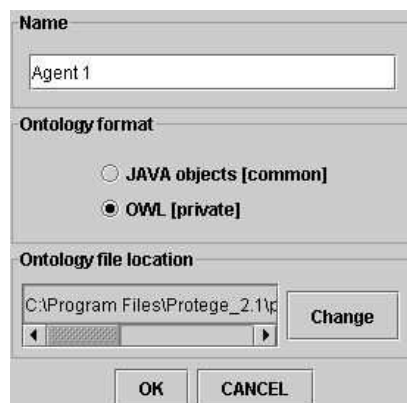 Name
Agent 1
Ontology format
JAVA objects [common]
OWL [private]
Ontology file location
C:\Program Files\Protege_2.1\p
Change
OK CANCEL